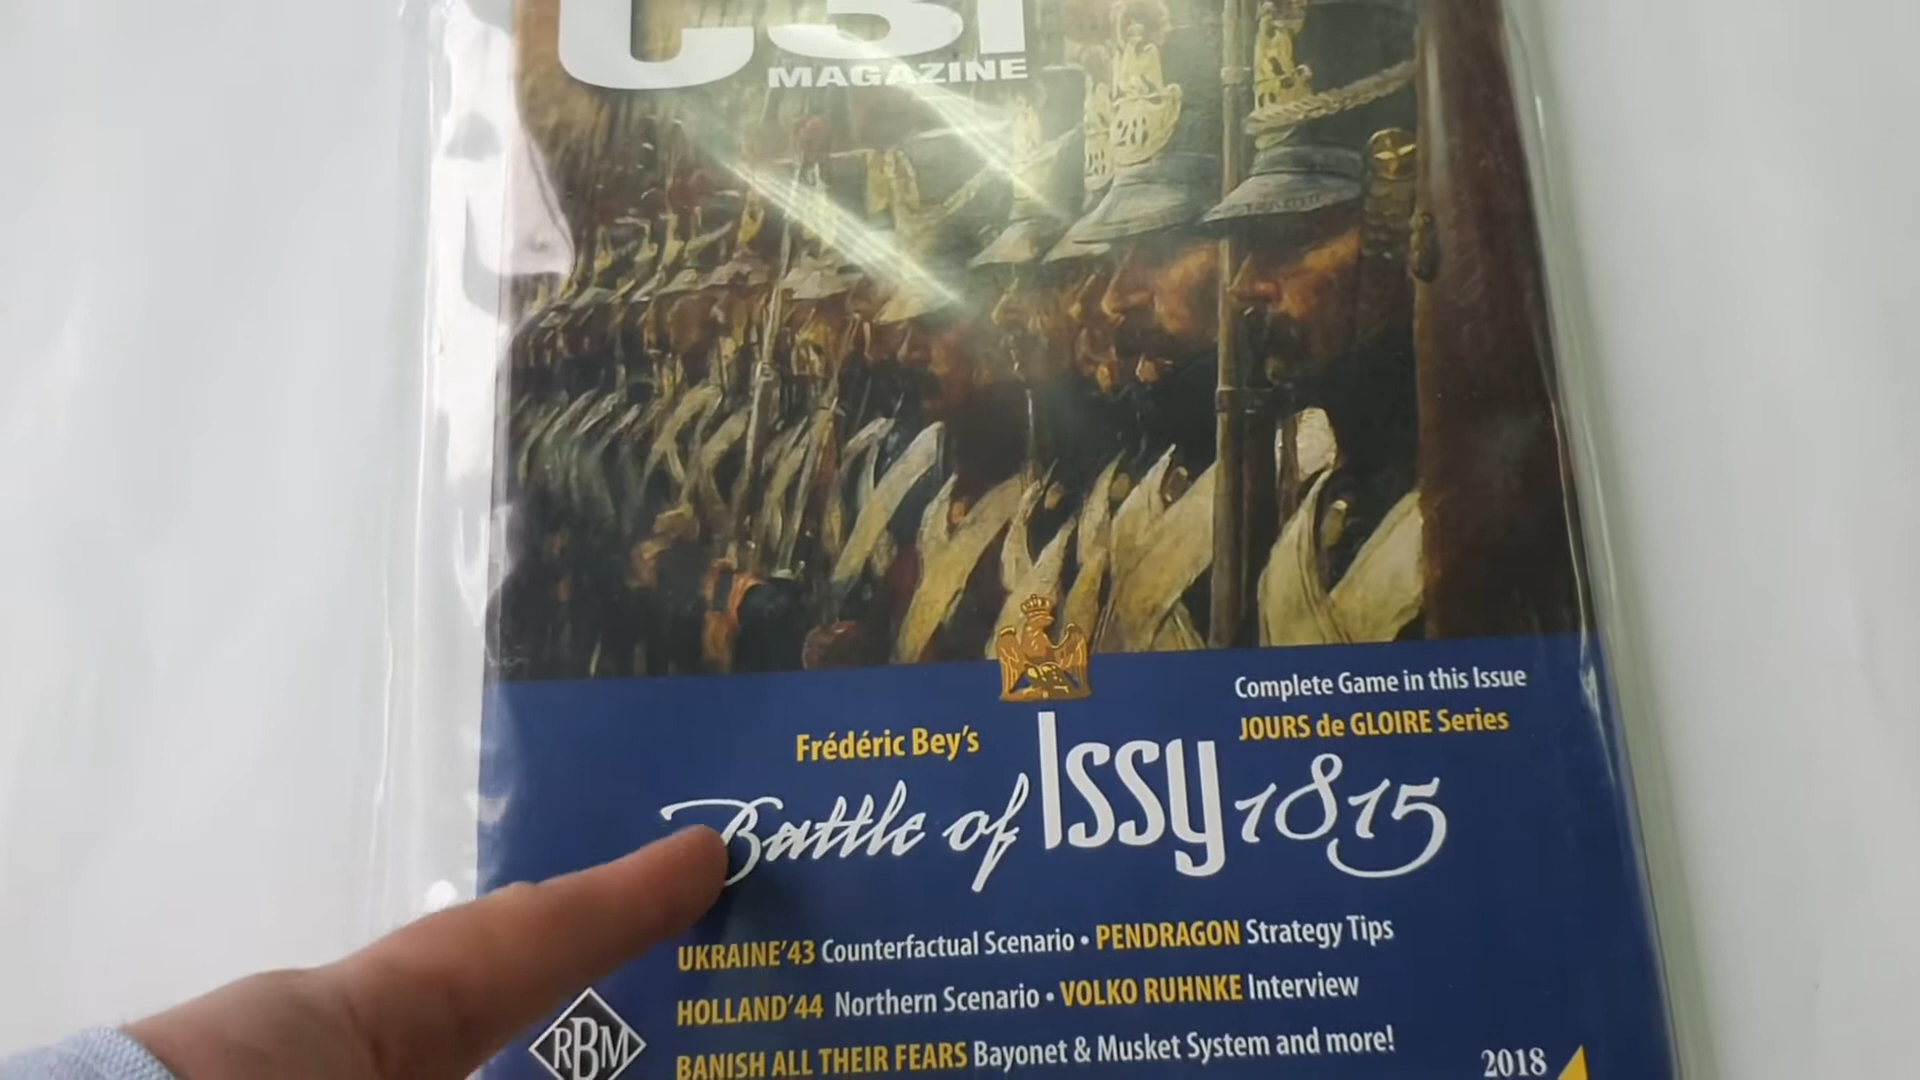 C3i
MAGAZINE
Complete Game in this Issue
Frédéric Bey's
JOURS de GLOIRE Series
Battle of Issy 1815
UKRAINE'43 Counterfactual Scenario • PENDRAGON Strategy Tips
HOLLAND'44 Northern Scenario • VOLKO RUHNKE Interview
RBM
BANISH ALL THEIR FEARS Bayonet & Musket System and more!
2018